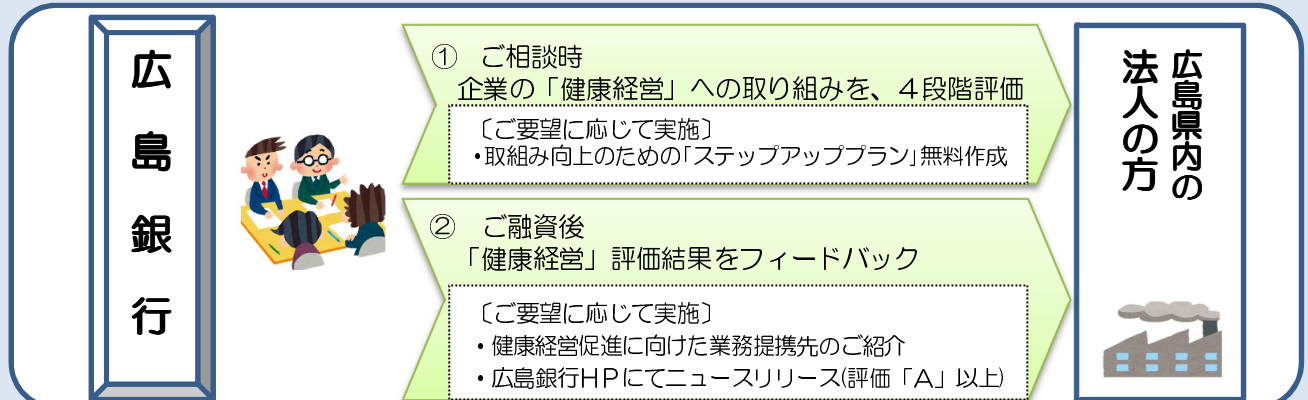 広島銀行
① ご相談時
企業の「健康経営」への取り組みを、４段階評価
〔ご要望に応じて実施〕
・取組み向上のための「ステップアッププラン」無料作成
② ご融資後
「健康経営」評価結果をフィードバック
〔ご要望に応じて実施〕
・健康経営促進に向けた業務提携先のご紹介
・広島銀行ＨＰにてニュースリリース(評価「Ａ」以上)
広島県内の
法人の方